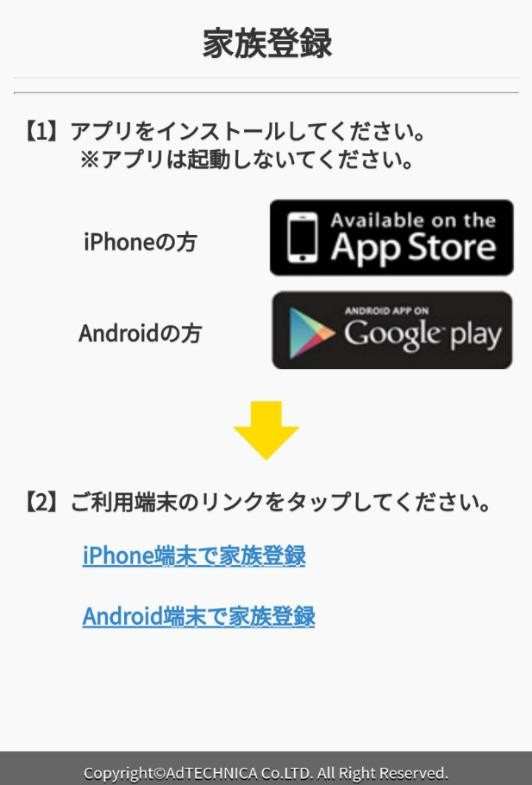 家族登録
【1】アプリをインストールしてください。
※アプリは起動しないてください。
iPhoneの方
Available on the
App Store
Androidの方
ANDROID APP ON
Google play
【2】ご利用端末のリンクをタップしてください。
iPhone端末で家族登録
Android端末で家族登録
Copyright©AdTECHNICA Co.LTD. All Right Reserved.